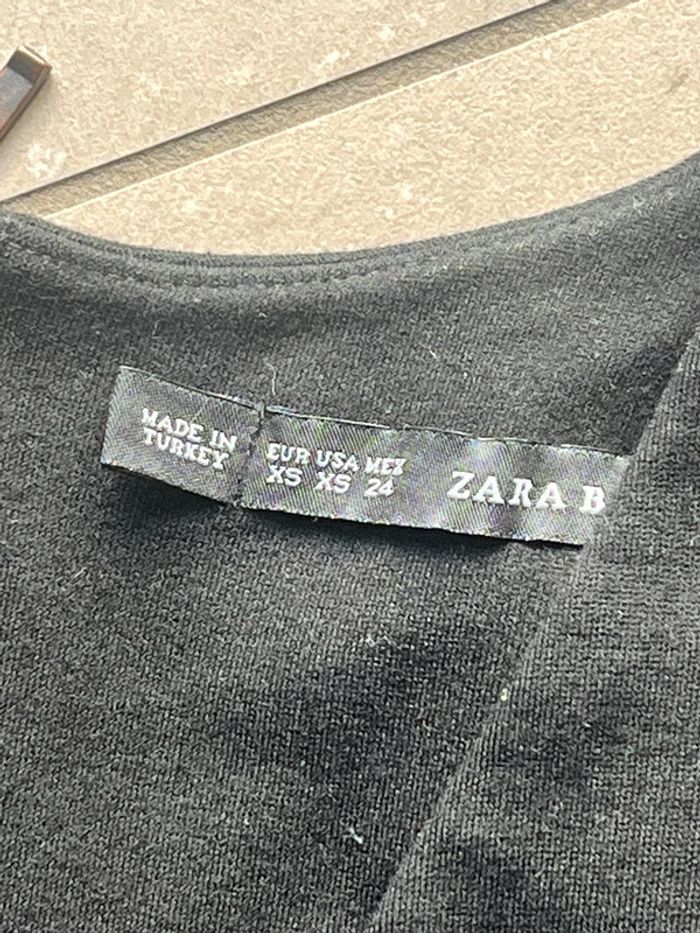 MADE IN
TURKEY
EUR USA MEX
XS XS 24
ZARA B